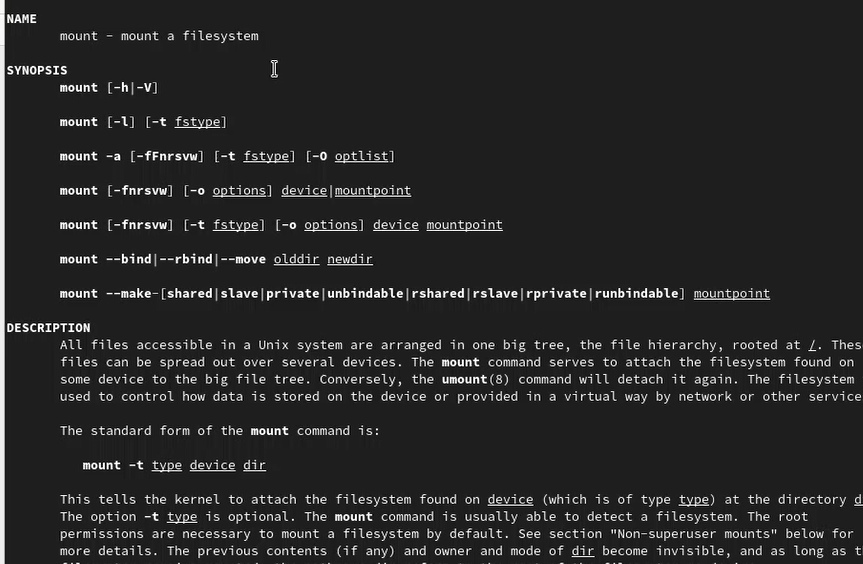 NAME
mount - mount a filesystem
SYNOPSIS
mount [-h|-V]
mount [-l] [-t fstype]
mount -a [-fFnrsvw] [-t fstype] [-O optlist]
mount [-fnrsvw] [-o options] device|mountpoint
mount [-fnrsvw] [-t fstype] [-o options] device mountpoint
mount --bind|--rbind|--move olddir newdir
mount --make-[shared|slave|private|unbindable|rshared|rslave|rprivate|runbindable] mountpoint
DESCRIPTION
All files accessible in a Unix system are arranged in one big tree, the file hierarchy, rooted at /. Thes
files can be spread out over several devices. The mount command serves to attach the filesystem found on
some device to the big file tree. Conversely, the umount(8) command will detach it again. The filesystem
used to control how data is stored on the device or provided in a virtual way by network or other service
The standard form of the mount command is:
mount -t type device dir
This tells the kernel to attach the filesystem found on device (which is of type type) at the directory d
The option -t type is optional. The mount command is usually able to detect a filesystem. The root
permissions are necessary to mount a filesystem by default. See section "Non-superuser mounts" below for
more details. The previous contents (if any) and owner and mode of dir become invisible, and as long as t